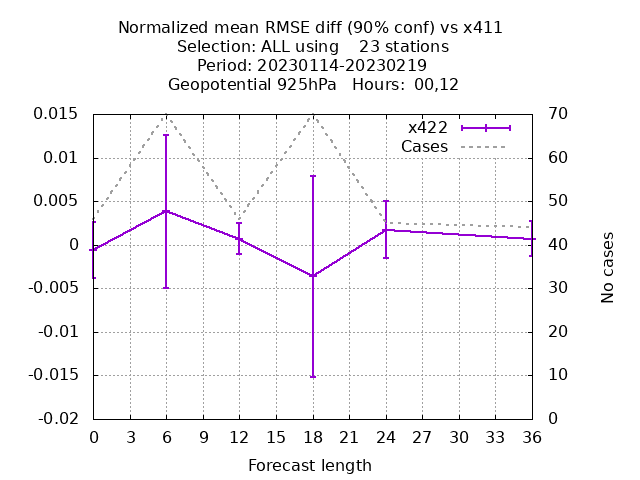 Normalized mean RMSE diff (90% conf) vs x411
Selection: ALL using    23 stations
Period: 20230114-20230219
Geopotential 925hPa   Hours:  00,12
0.015
0.01
0.005
0
-0.005
-0.01
-0.015
-0.02
70
60
50
40
30
20
10
0
x422
Cases
No cases
0 3 6 9 12 15 18 21 24 27 30 33 36
Forecast length